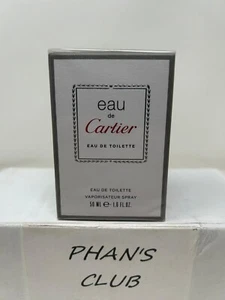 eau
de
Cartier
EAU DE TOILETTE
EAU DE TOILETTE
VAPORISATEUR SPRAY
50 ML ℮ 1.6 FL.OZ.
PHAN'S
CLUB